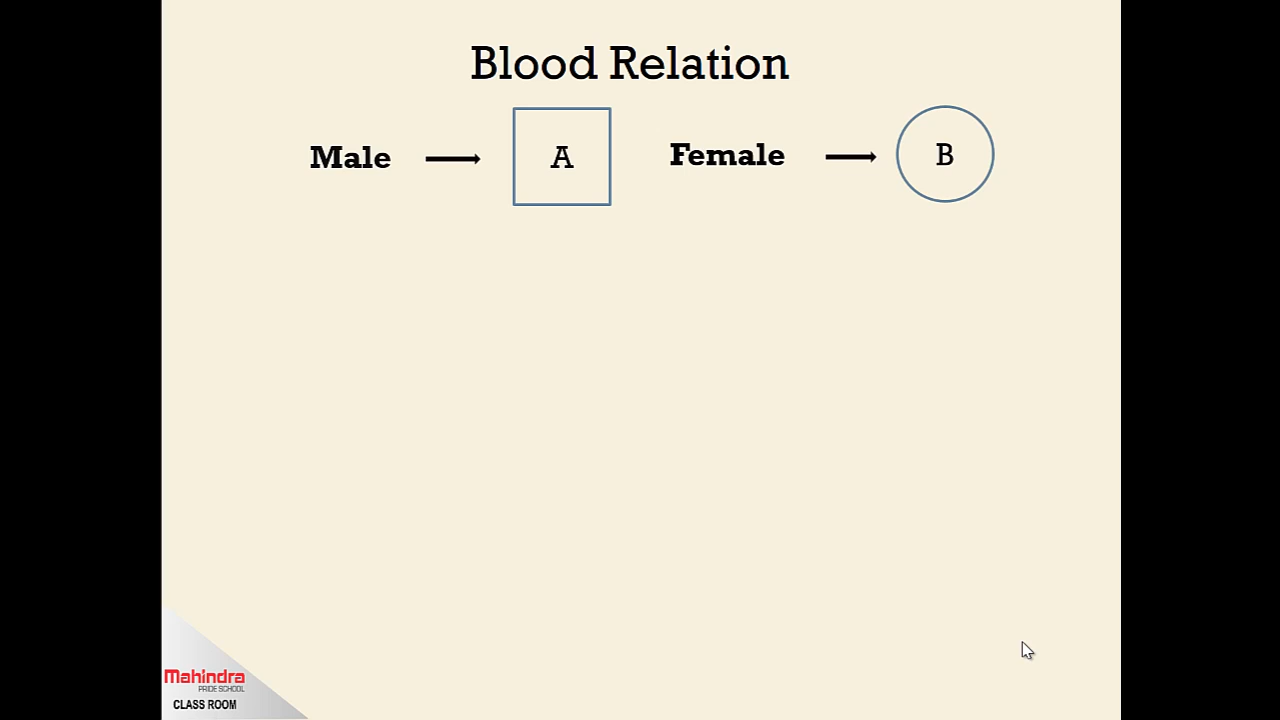 Blood Relation
Male A Female B
Mahindra
PRIDE SCHOOL
CLASS ROOM